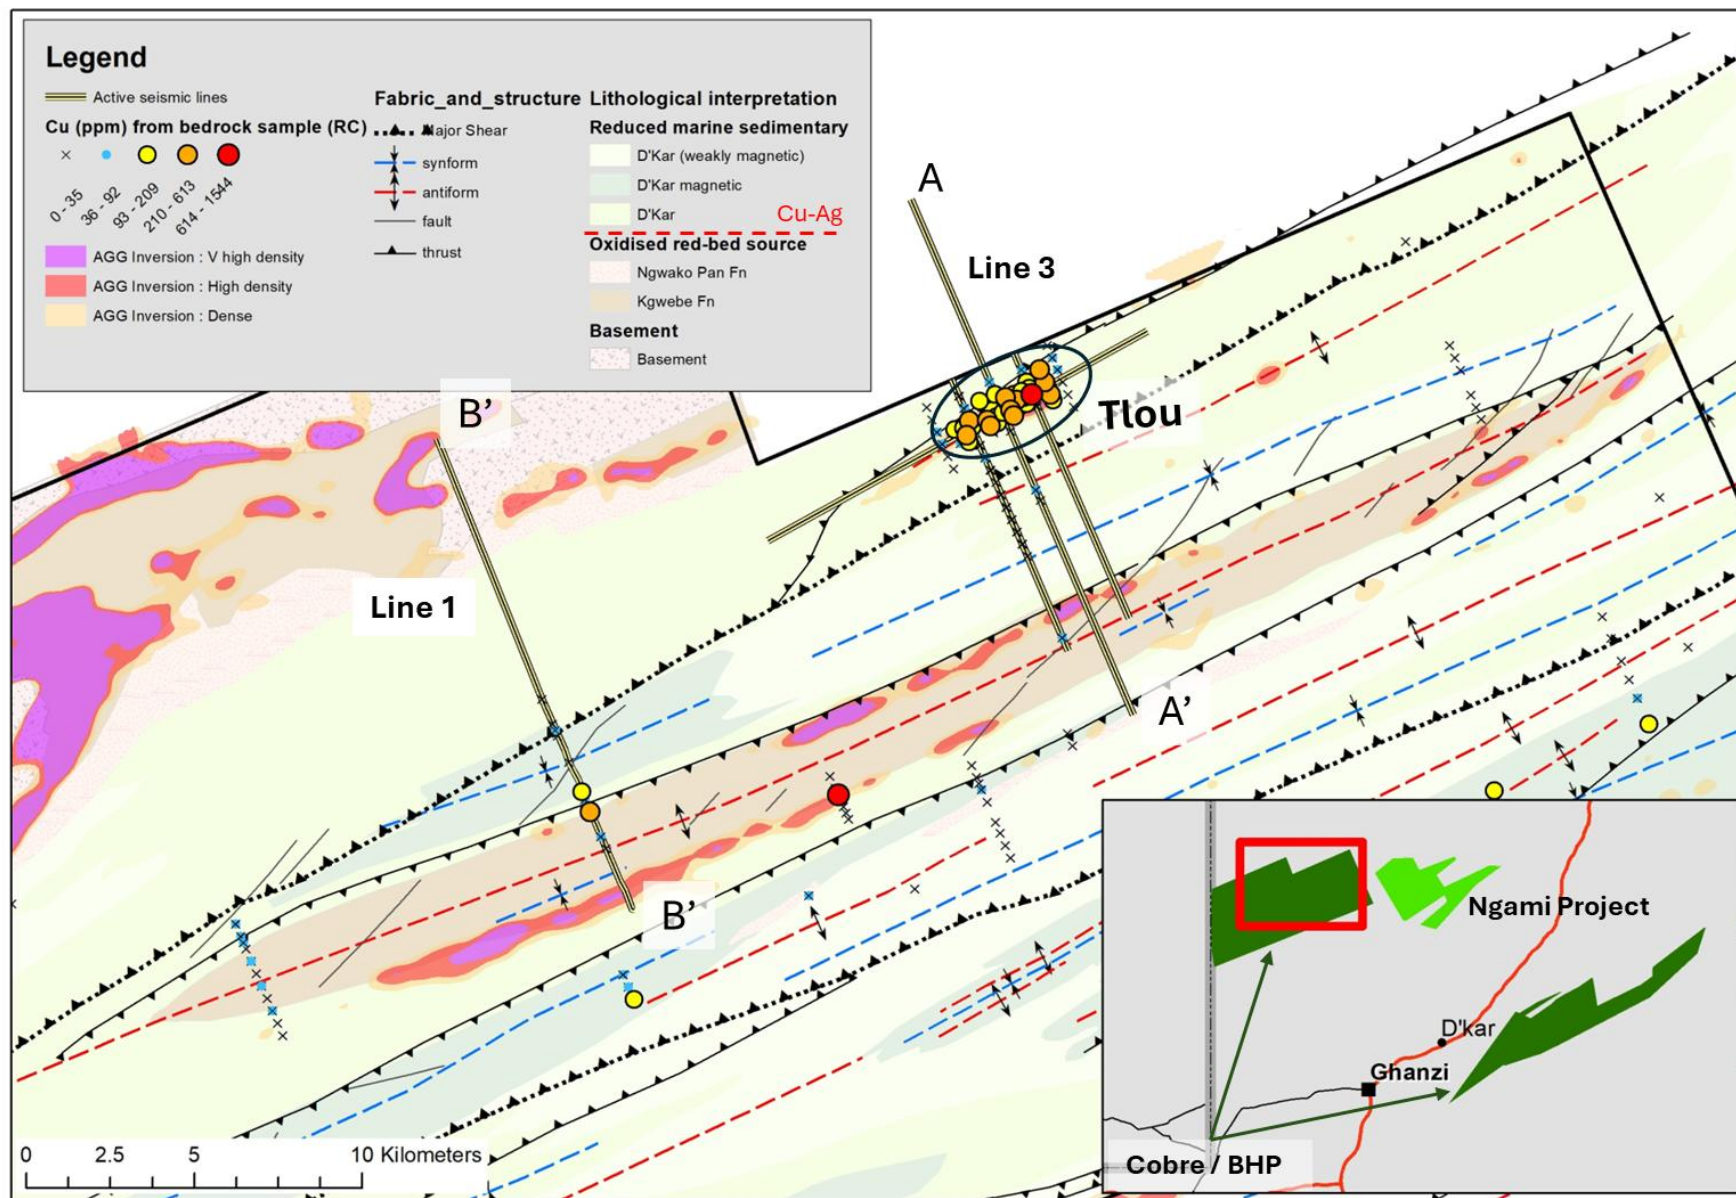 Legend
Active seismic lines
Cu (ppm) from bedrock sample (RC)
0 - 35
36 - 92
93 - 209
210 - 613
614 - 1544
AGG Inversion : V high density
AGG Inversion : High density
AGG Inversion : Dense
Fabric_and_structure
Major Shear
synform
antiform
fault
thrust
Lithological interpretation
Reduced marine sedimentary
D'Kar (weakly magnetic)
D'Kar magnetic
D'Kar
Cu-Ag
Oxidised red-bed source
Ngwako Pan Fn
Kgwebe Fn
Basement
Basement
A
Line 3
B'
Tlou
Line 1
A'
B'
0 2.5 5 10 Kilometers
Ngami Project
D'kar
Ghanzi
Cobre / BHP